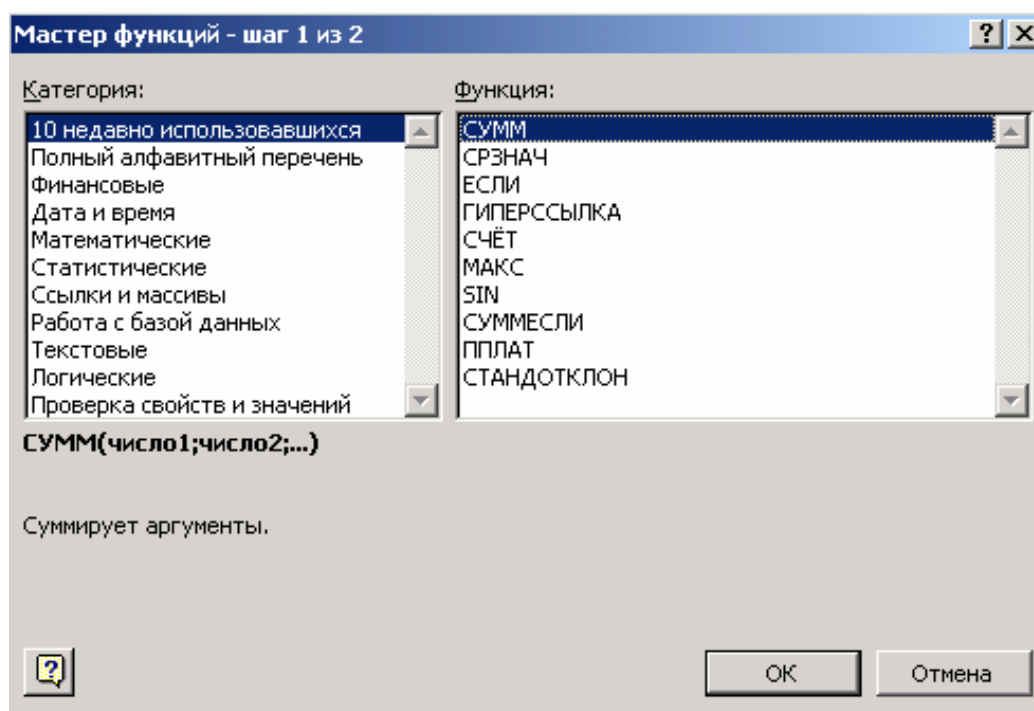 Мастер функций - шаг 1 из 2
Категория:
10 недавно использовавшихся
Полный алфавитный перечень
Финансовые
Дата и время
Математические
Статистические
Ссылки и массивы
Работа с базой данных
Текстовые
Логические
Проверка свойств и значений
Функция:
СУММ
СРЗНАЧ
ЕСЛИ
ГИПЕРССЫЛКА
СЧЁТ
МАКС
SIN
СУММЕСЛИ
ППЛАТ
СТАНДОТКЛОН
СУММ(число1;число2;...)
Суммирует аргументы.
ОК
Отмена